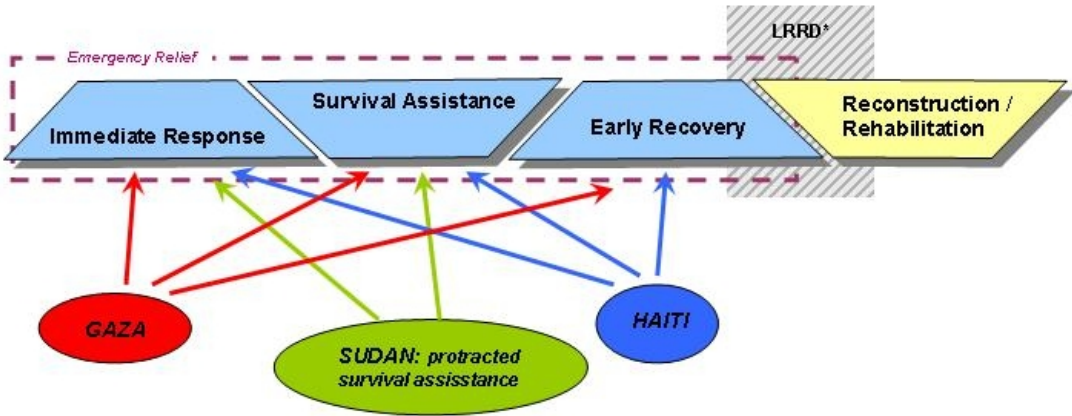 LRRD*
Emergency Relief
Immediate Response
Survival Assistance
Early Recovery
Reconstruction /
Rehabilitation
GAZA
SUDAN: protracted
survival assisstance
HAITI